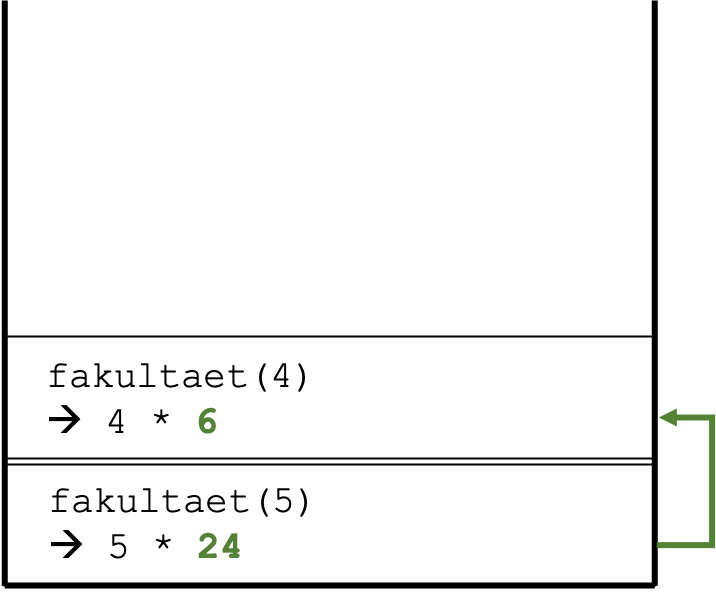 fakultaet(4)
→ 4 * 6
fakultaet(5)
→ 5 * 24